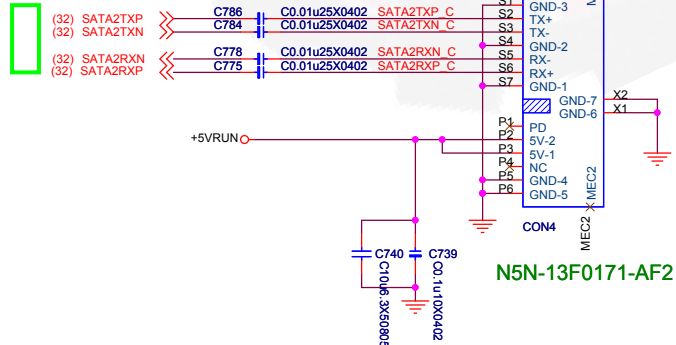 S1 GND-3
(32) SATA2TXP C786 C0.01u25X0402 SATA2TXP_C S2 TX+
(32) SATA2TXN C784 C0.01u25X0402 SATA2TXN_C S3 TX-
S4 GND-2
(32) SATA2RXN C778 C0.01u25X0402 SATA2RXN_C S5 RX-
(32) SATA2RXP C775 C0.01u25X0402 SATA2RXP_C S6 RX+
S7 GND-1
GND-7 X2
GND-6 X1
P1 PD
+5VRUN P2 5V-2
P3 5V-1
P4 NC
P5 GND-4
P6 GND-5
MEC2
MEC2
CON4
C740 C739
C10u6.3X50805
C0.1u10X0402
N5N-13F0171-AF2